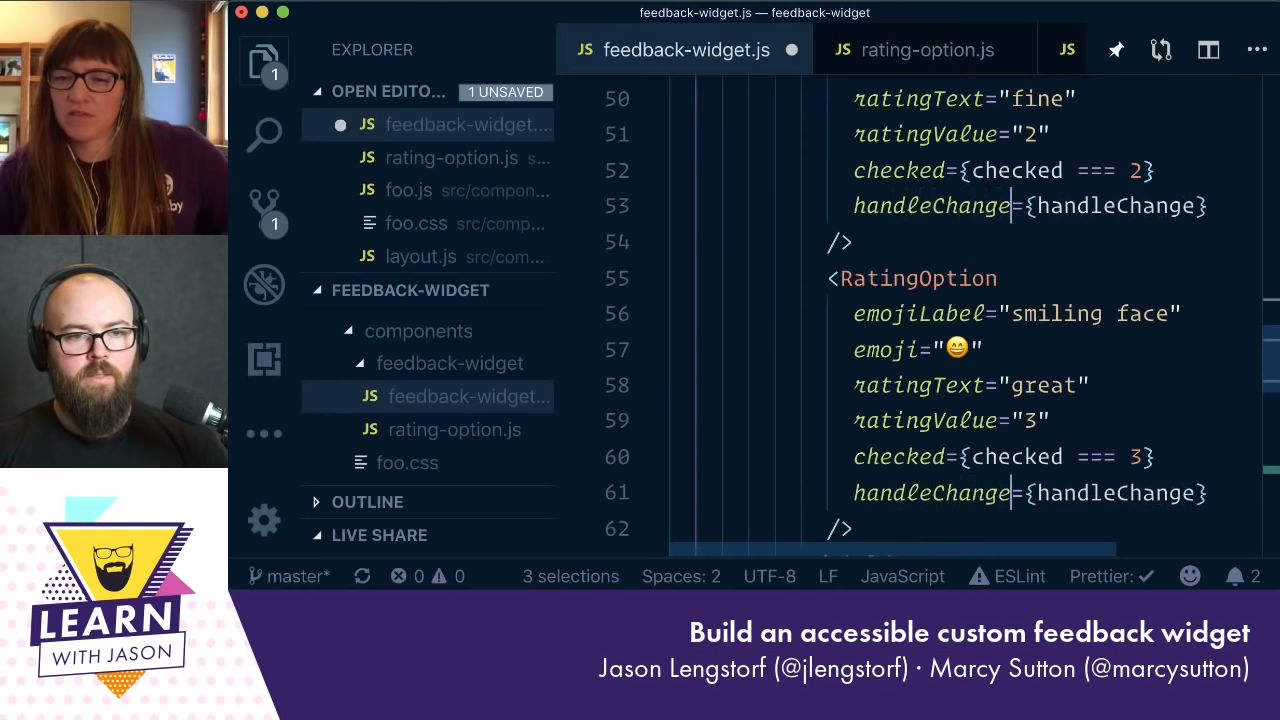 feedback-widget.js — feedback-widget
EXPLORER
JS feedback-widget.js
JS rating-option.js
JS
1
OPEN EDITO...
1 UNSAVED
JS feedback-widget....
JS rating-option.js s...
JS foo.js src/compon...
foo.css src/comp...
JS layout.js src/com...
1
FEEDBACK-WIDGET
components
feedback-widget
JS feedback-widget...
JS rating-option.js
foo.css
OUTLINE
LIVE SHARE
50 ratingText="fine"
51 ratingValue="2"
52 checked={checked === 2}
53 handleChange={handleChange}
54 />
55 <RatingOption
56 emojiLabel="smiling face"
57 emoji="😄"
58 ratingText="great"
59 ratingValue="3"
60 checked={checked === 3}
61 handleChange={handleChange}
62 />
master* 0 0 3 selections Spaces: 2 UTF-8 LF JavaScript ESLint Prettier: ✓ 2
LEARN
WITH JASON
Build an accessible custom feedback widget
Jason Lengstorf (@jlengstorf) · Marcy Sutton (@marcysutton)